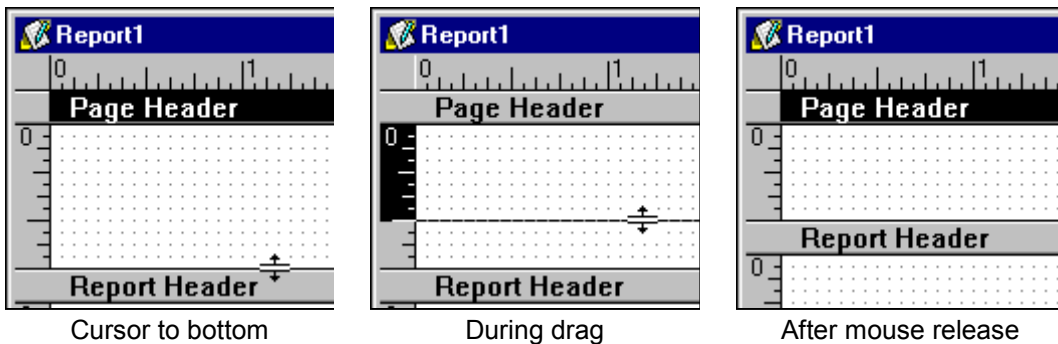 Report1
0 1
Page Header
0
Report Header
Cursor to bottom
Report1
0 1
Page Header
0
Report Header
During drag
Report1
0 1
Page Header
0
Report Header
0
After mouse release